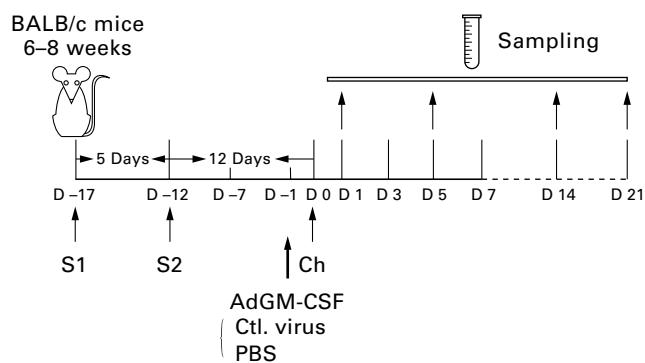 BALB/c mice
6–8 weeks
Sampling
5 Days
12 Days
D –17
D –12
D –7
D –1
D 0
D 1
D 3
D 5
D 7
D 14
D 21
S1
S2
Ch
AdGM-CSF
Ctl. virus
PBS